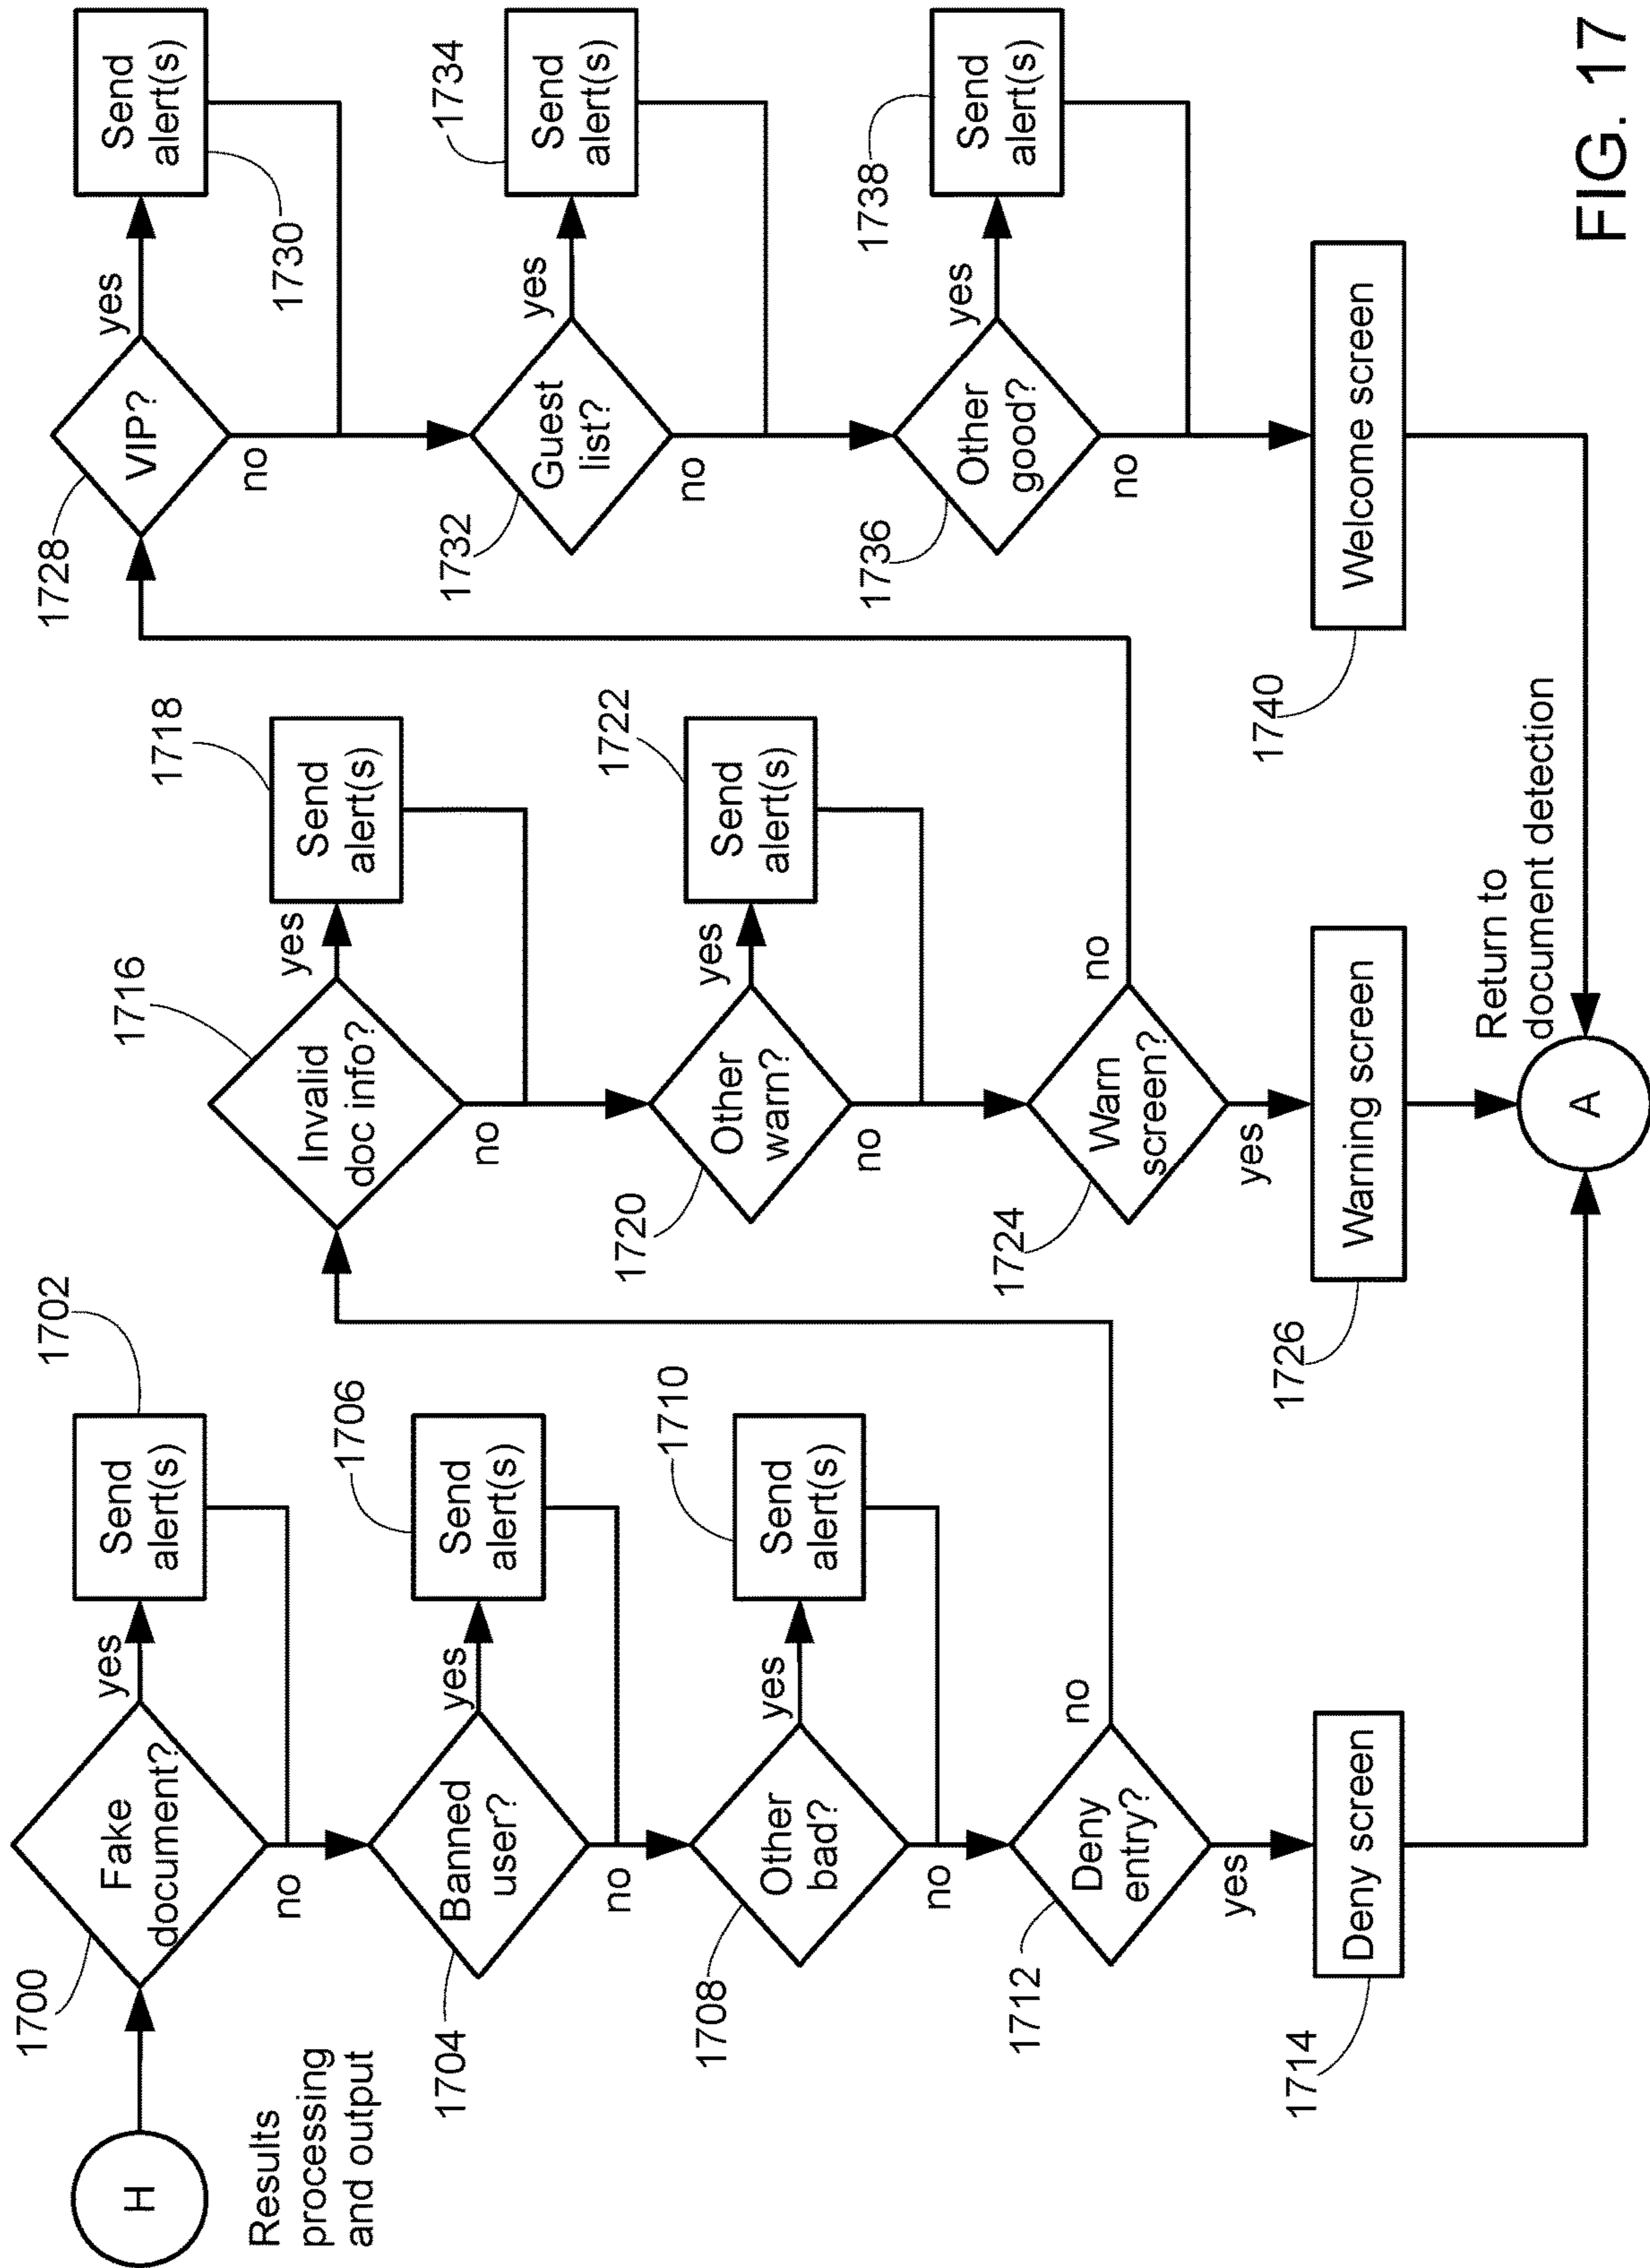 H
Results
processing
and output
1700
Fake
document?
yes
no
1702
Send
alert(s)
1704
Banned
user?
yes
no
1706
Send
alert(s)
1708
Other
bad?
yes
no
1710
Send
alert(s)
1712
Deny
entry?
no
yes
1714
Deny screen
1716
Invalid
doc info?
yes
no
1718
Send
alert(s)
1720
Other
warn?
yes
no
1722
Send
alert(s)
1724
Warn
screen?
no
yes
1726
Warning screen
1728
VIP?
yes
no
1730
Send
alert(s)
1732
Guest
list?
yes
no
1734
Send
alert(s)
1736
Other
good?
yes
no
1738
Send
alert(s)
1740
Welcome screen
Return to
document detection
A
FIG. 17